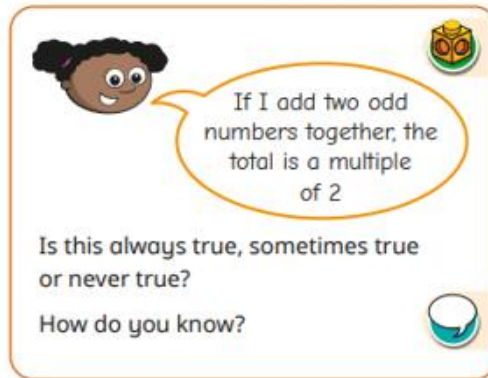 If I add two odd
numbers together, the
total is a multiple
of 2
Is this always true, sometimes true
or never true?
How do you know?